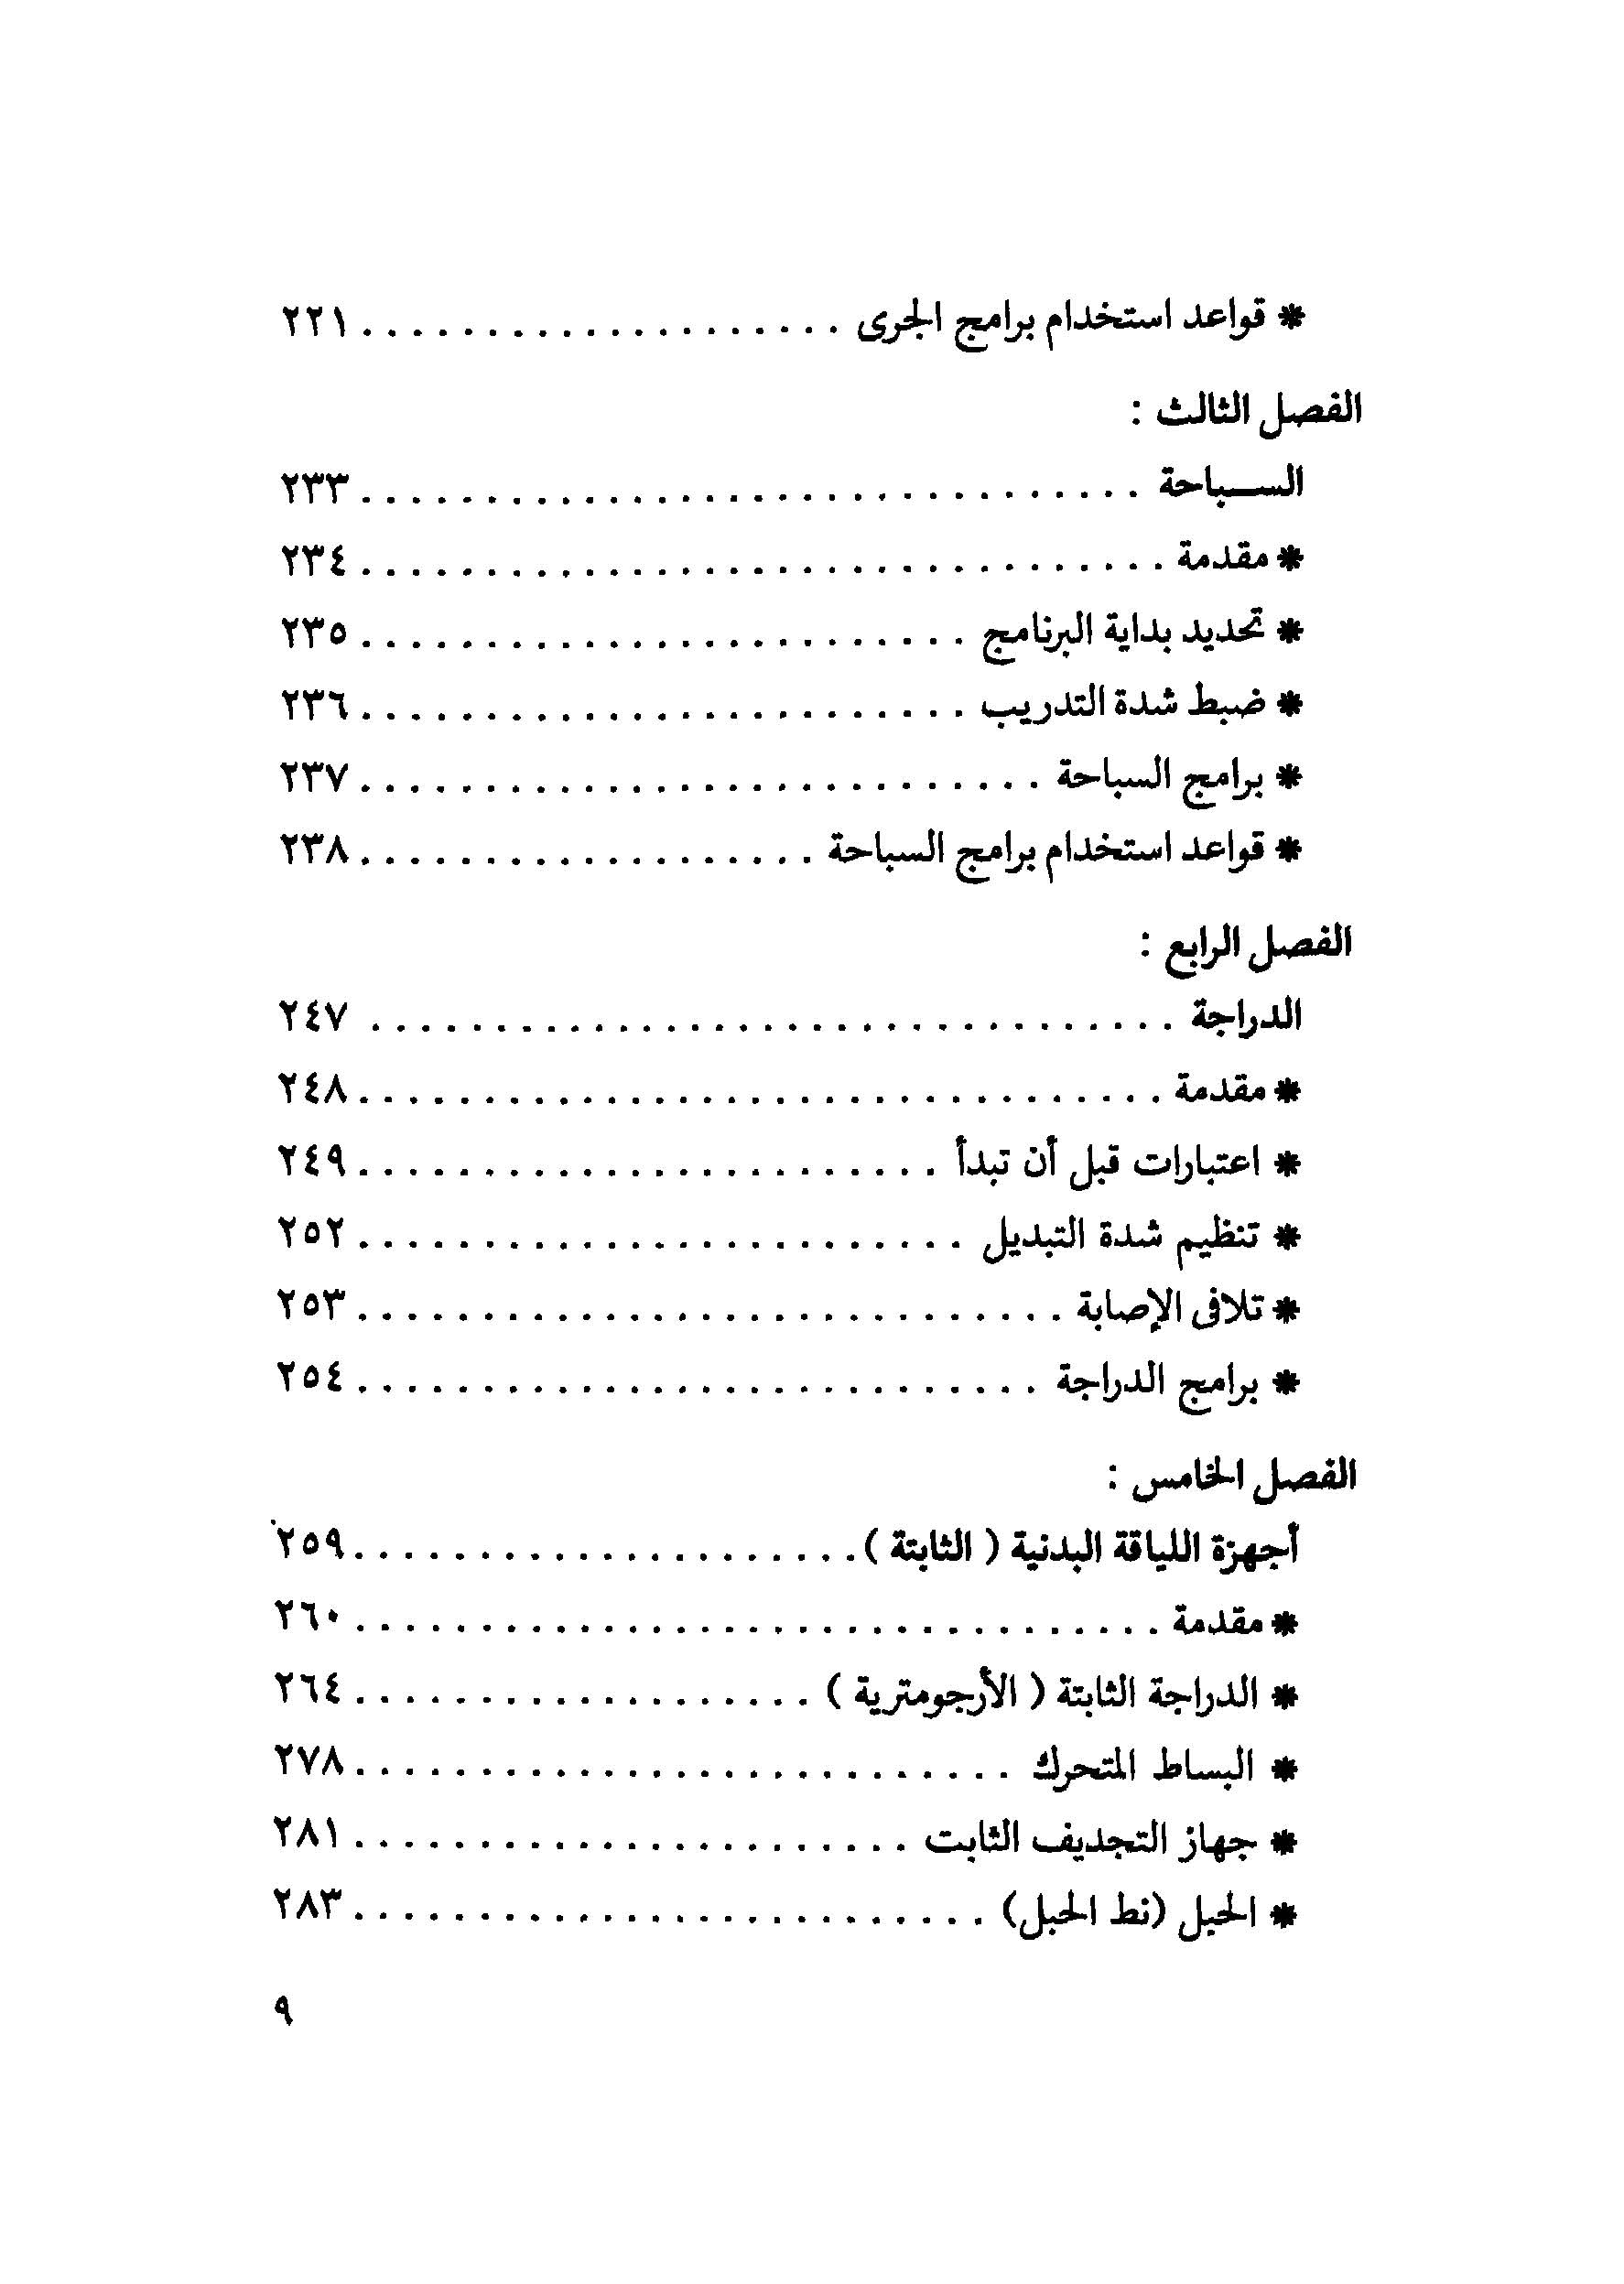 * قواعد استخدام برامج الجرى . . . . . . . . . . . . . . . . . . . . ٢٢١
الفصل الثالث :
الســباحة . . . . . . . . . . . . . . . . . . . . . . . . . . . . . . . . ٢٣٣
* مقدمة . . . . . . . . . . . . . . . . . . . . . . . . . . . . . . . . . ٢٣٤
* تحديد بداية البرنامج . . . . . . . . . . . . . . . . . . . . . . . . . ٢٣٥
* ضبط شدة التدريب . . . . . . . . . . . . . . . . . . . . . . . . . ٢٣٦
* برامج السباحة . . . . . . . . . . . . . . . . . . . . . . . . . . . . ٢٣٧
* قواعد استخدام برامج السباحة . . . . . . . . . . . . . . . . . . . ٢٣٨
الفصل الرابع :
الدراجة . . . . . . . . . . . . . . . . . . . . . . . . . . . . . . . . . ٢٤٧
* مقدمة . . . . . . . . . . . . . . . . . . . . . . . . . . . . . . . . . ٢٤٨
* اعتبارات قبل أن تبدأ . . . . . . . . . . . . . . . . . . . . . . . . ٢٤٩
* تنظيم شدة التبديل . . . . . . . . . . . . . . . . . . . . . . . . . ٢٥٢
* تلافى الإصابة . . . . . . . . . . . . . . . . . . . . . . . . . . . . . ٢٥٣
* برامج الدراجة . . . . . . . . . . . . . . . . . . . . . . . . . . . . ٢٥٤
الفصل الخامس :
أجهزة اللياقة البدنية ( الثابتة ) . . . . . . . . . . . . . . . . . . . . . ٢٥٩
* مقدمة . . . . . . . . . . . . . . . . . . . . . . . . . . . . . . . . . ٢٦٠
* الدراجة الثابتة ( الأرجومترية ) . . . . . . . . . . . . . . . . . . . ٢٦٤
* البساط المتحرك . . . . . . . . . . . . . . . . . . . . . . . . . . . ٢٧٨
* جهاز التجديف الثابت . . . . . . . . . . . . . . . . . . . . . . . ٢٨١
* الحبل (نط الحبل) . . . . . . . . . . . . . . . . . . . . . . . . . . ٢٨٣
٩